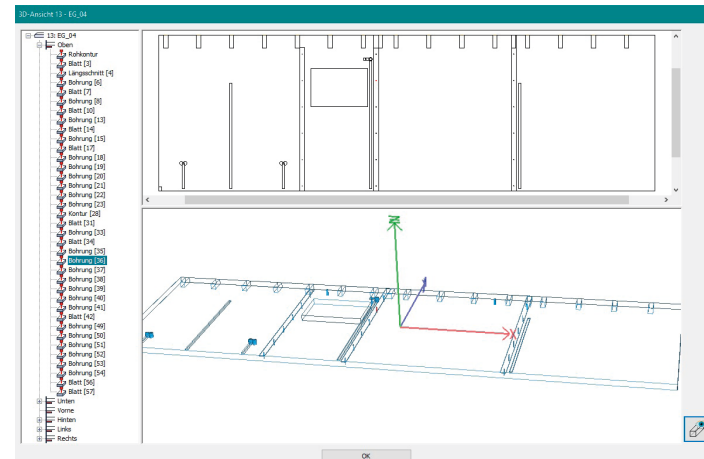 3D-Ansicht 13 - EG_04
13: EG_04
Oben
Rohkontur
Blatt [3]
Längsschnitt [4]
Bohrung [6]
Blatt [7]
Bohrung [8]
Blatt [10]
Bohrung [13]
Blatt [14]
Bohrung [15]
Blatt [17]
Bohrung [18]
Bohrung [19]
Bohrung [20]
Bohrung [21]
Bohrung [22]
Bohrung [23]
Kontur [28]
Blatt [31]
Bohrung [33]
Blatt [34]
Bohrung [35]
Bohrung [36]
Bohrung [37]
Bohrung [38]
Bohrung [39]
Bohrung [40]
Bohrung [41]
Blatt [42]
Bohrung [49]
Bohrung [50]
Bohrung [51]
Bohrung [52]
Bohrung [53]
Bohrung [54]
Blatt [56]
Blatt [57]
Unten
Vorne
Hinten
Links
Rechts
X
OK